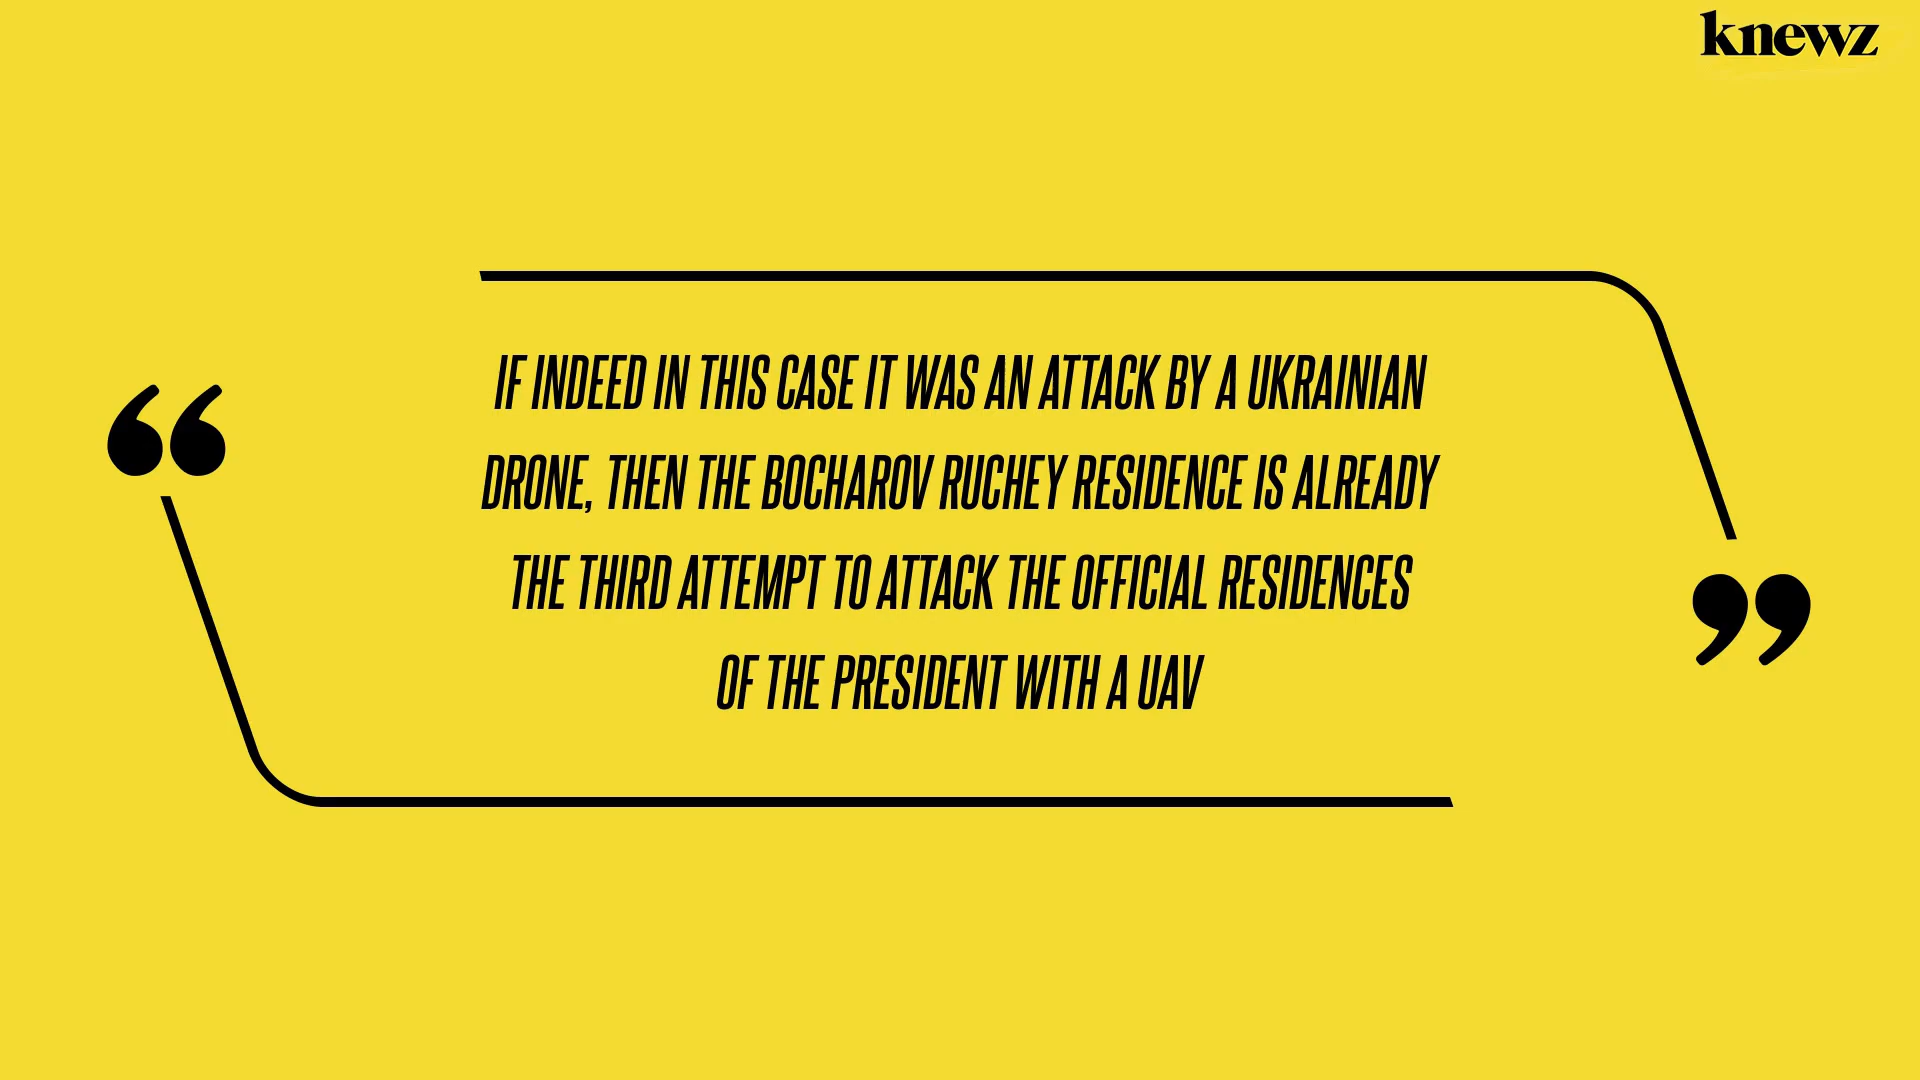 knewz
“
IF INDEED IN THIS CASE IT WAS AN ATTACK BY A UKRAINIAN
DRONE, THEN THE BOCHAROV RUCHEY RESIDENCE IS ALREADY
THE THIRD ATTEMPT TO ATTACK THE OFFICIAL RESIDENCES
OF THE PRESIDENT WITH A UAV
”